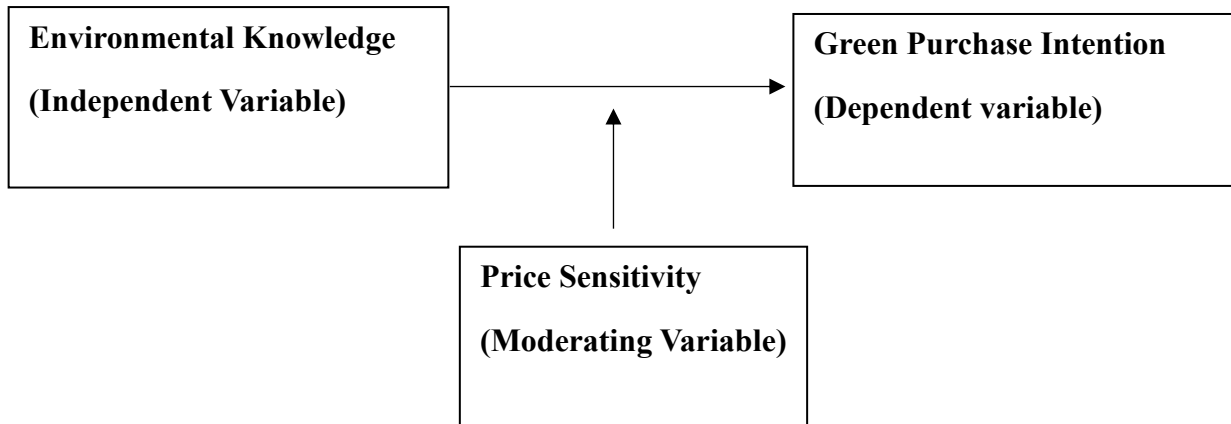 Environmental Knowledge
(Independent Variable)
Green Purchase Intention
(Dependent variable)
Price Sensitivity
(Moderating Variable)